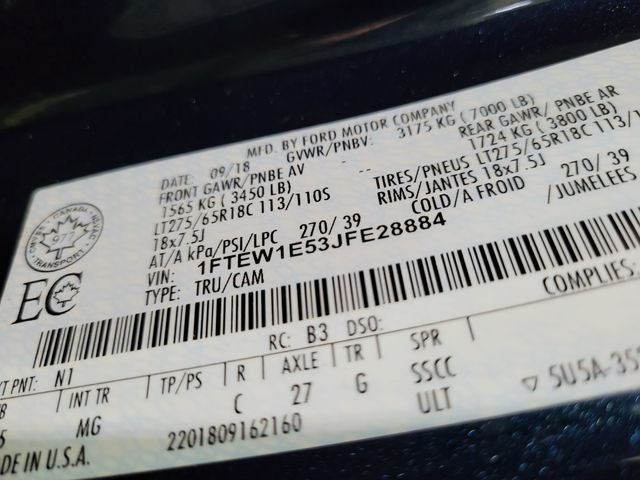 MFD. BY FORD MOTOR COMPANY
DATE: 09/18 GVWR/PNBV: 3175 KG (7000 LB)
FRONT GAWR/PNBE AV - REAR GAWR/ PNBE AR
1565 KG (3450 LB) - 1724 KG (3800 LB)
LT275/65R18C 113/110S TIRES/PNEUS LT275/65R18C 113/
18x7.5J RIMS/JANTES 18x7.5J
AT/A kPa/PSI/LPC 270/39 COLD/A FROID 270/39
VIN: 1FTEW1E53JFE28884 /JUMELEES
TYPE: TRU/CAM
CANADA
977
TRANSPORT
EC
COMPLIES:
RC: B3 DSO:
PNT: N1
INT TR TP/PS R AXLE TR SPR
MG C 27 G SSCC
ULT
5U5A-35
2201809162160
DE IN U.S.A.